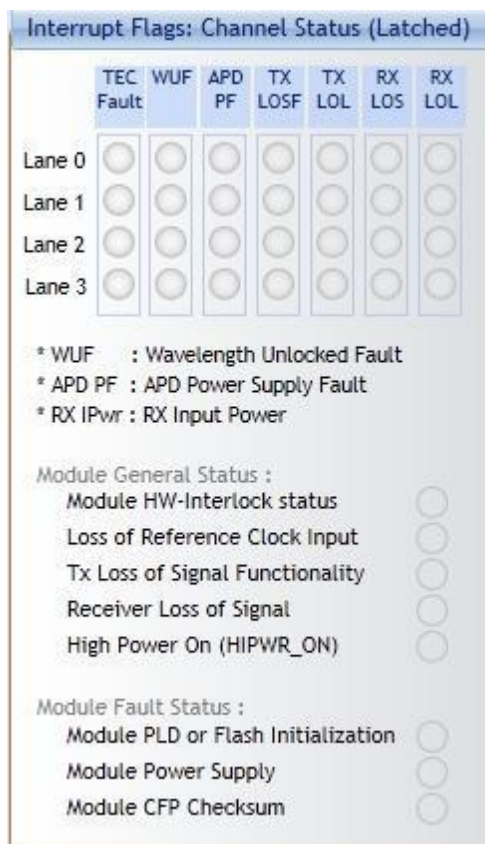 Interrupt Flags: Channel Status (Latched)
TEC Fault WUF APD PF TX LOSF TX LOL RX LOS RX LOL
Lane 0
Lane 1
Lane 2
Lane 3
* WUF : Wavelength Unlocked Fault
* APD PF : APD Power Supply Fault
* RX IPwr : RX Input Power
Module General Status :
Module HW-Interlock status
Loss of Reference Clock Input
Tx Loss of Signal Functionality
Receiver Loss of Signal
High Power On (HIPWR_ON)
Module Fault Status :
Module PLD or Flash Initialization
Module Power Supply
Module CFP Checksum